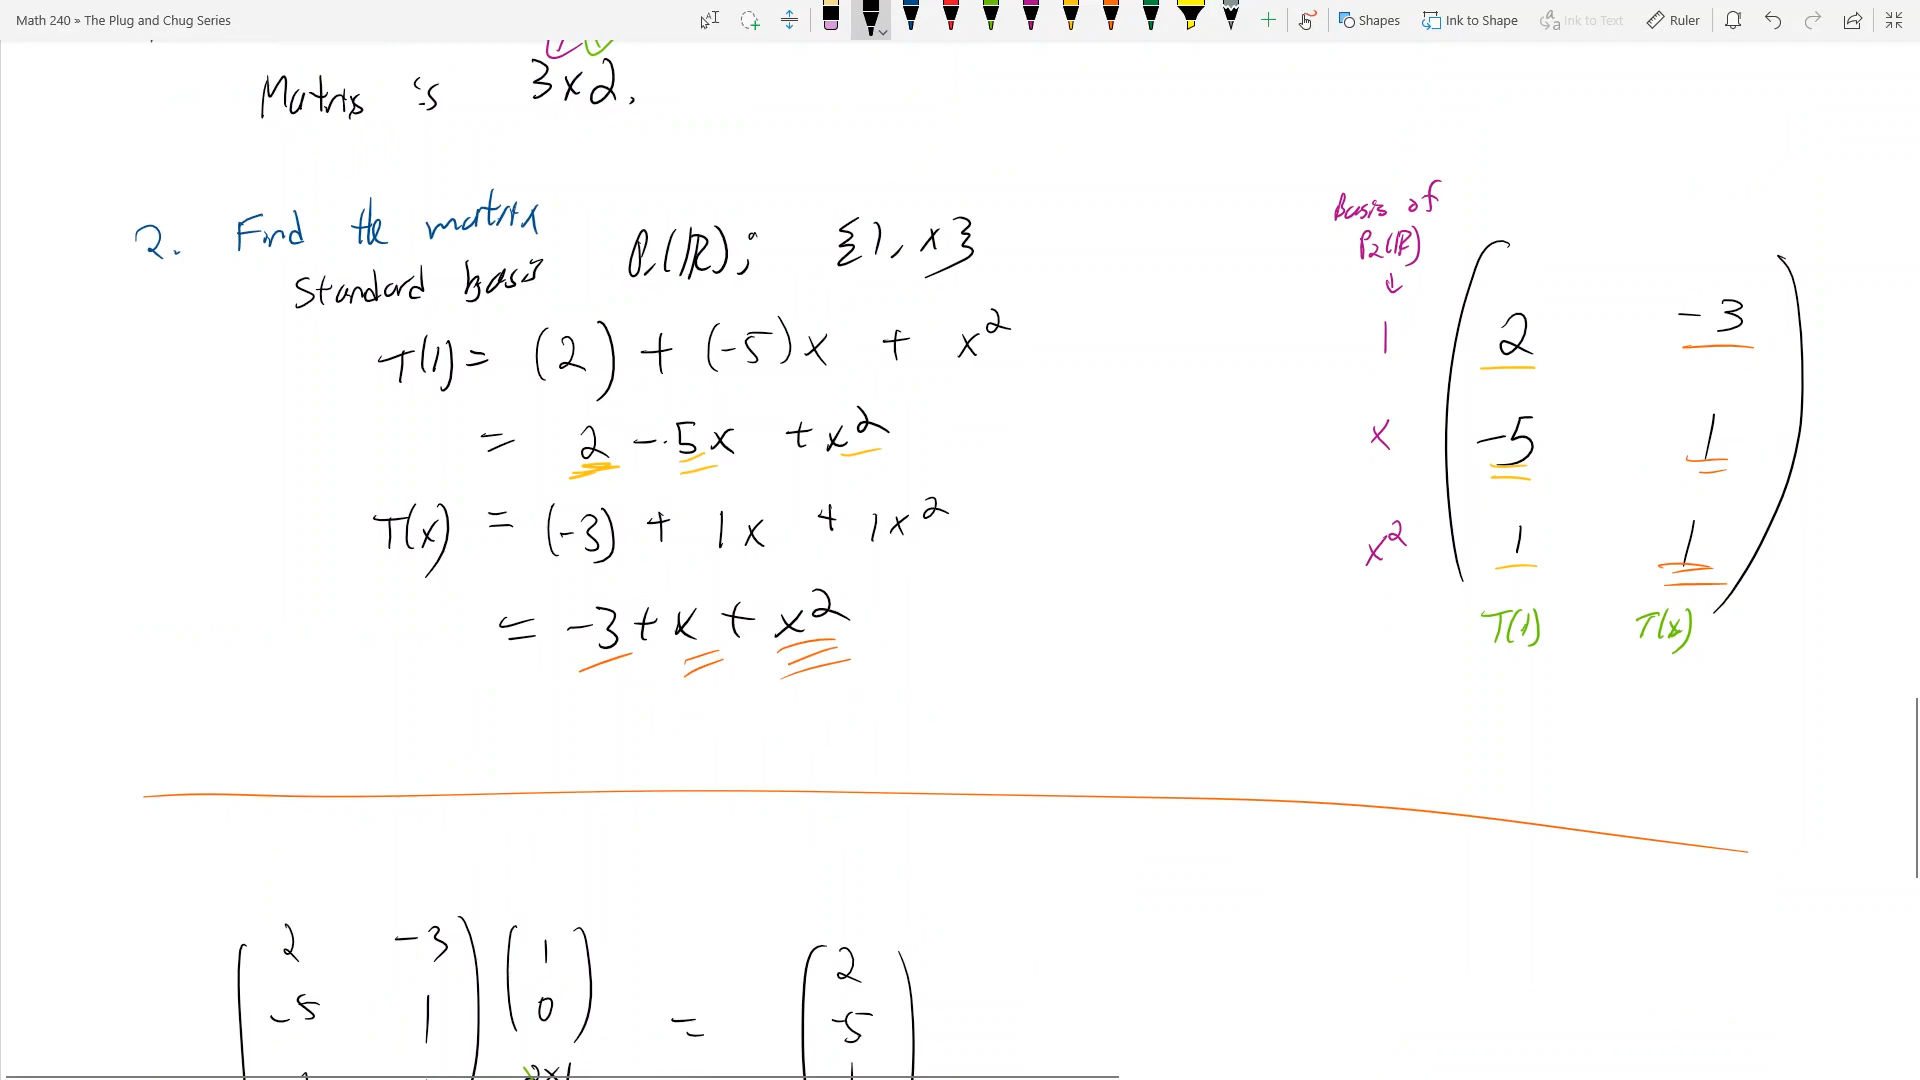 Math 240 » The Plug and Chug Series
Shapes Ink to Shape Ink to Text Ruler
Matrix is 3x2.
2. Find the matrix
Standard basis P₁(ℝ); {1, x}
T(1) = (2) + (-5)x + x²
= 2 - 5x + x²
T(x) = (-3) + 1x + 1x²
= -3 + x + x²
Basis of
P₂(ℝ)
↓
1 2 -3
x -5 1
x² 1 1
T(1) T(x)
2 -3 1 2
-5 1 0 = -5
2x1 1